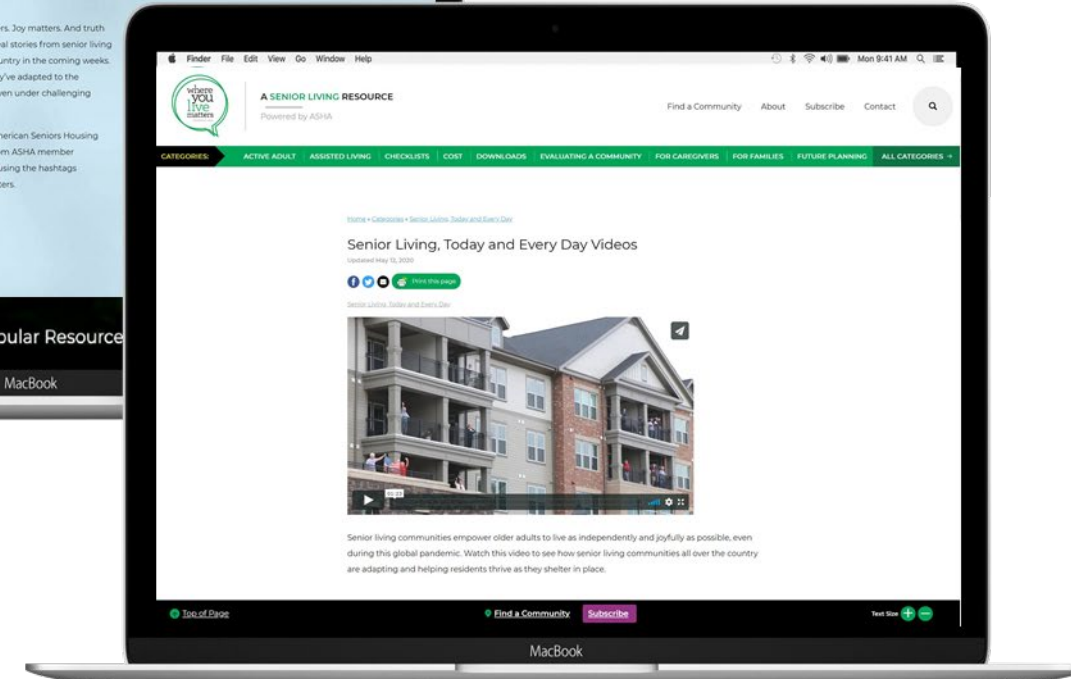 ers. Joy matters. And truth
eal stories from senior living
untry in the coming weeks.
ey've adapted to the
ven under challenging
merican Seniors Housing
om ASHA member
using the hashtags
tters.
pular Resource
MacBook
Finder File Edit View Go Window Help
Mon 9:41 AM
where
you
live
matters
A SENIOR LIVING RESOURCE
Powered by ASHA
Find a Community About Subscribe Contact
CATEGORIES: ACTIVE ADULT ASSISTED LIVING CHECKLISTS COST DOWNLOADS EVALUATING A COMMUNITY FOR CAREGIVERS FOR FAMILIES FUTURE PLANNING ALL CATEGORIES →
Home • Categories • Senior Living, Today and Every Day
Senior Living, Today and Every Day Videos
Updated May 13, 2020
Print this page
Senior Living, Today and Every Day
Senior living communities empower older adults to live as independently and joyfully as possible, even
during this global pandemic. Watch this video to see how senior living communities all over the country
are adapting and helping residents thrive as they shelter in place.
Top of Page Find a Community Subscribe Text Size
MacBook